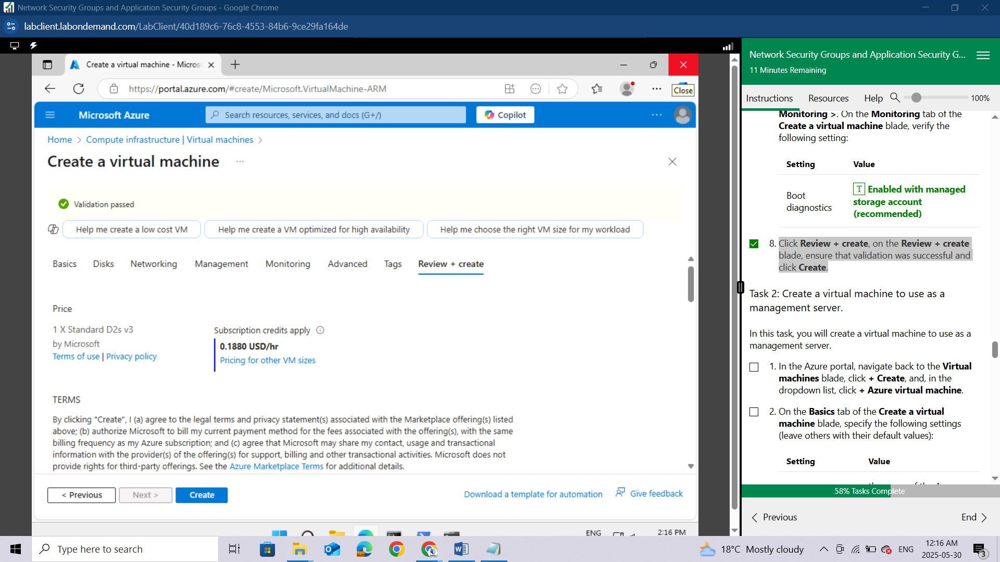 Network Security Groups and Application Security Groups - Google Chrome
labclient.labondemand.com/LabClient/40d189c6-76c8-4553-84b6-9ce29fa164de
Create a virtual machine - Micros
https://portal.azure.com/#create/Microsoft.VirtualMachine-ARM
Close
Microsoft Azure
Search resources, services, and docs (G+/)
Copilot
Home > Compute infrastructure | Virtual machines >
Create a virtual machine ...
Validation passed
Help me create a low cost VM
Help me create a VM optimized for high availability
Help me choose the right VM size for my workload
Basics Disks Networking Management Monitoring Advanced Tags Review + create
Price
1 X Standard D2s v3
by Microsoft
Terms of use | Privacy policy
Subscription credits apply
0.1880 USD/hr
Pricing for other VM sizes
TERMS
By clicking "Create", I (a) agree to the legal terms and privacy statement(s) associated with the Marketplace offering(s) listed
above; (b) authorize Microsoft to bill my current payment method for the fees associated with the offering(s), with the same
billing frequency as my Azure subscription; and (c) agree that Microsoft may share my contact, usage and transactional
information with the provider(s) of the offering(s) for support, billing and other transactional activities. Microsoft does not
provide rights for third-party offerings. See the Azure Marketplace Terms for additional details.
< Previous
Next >
Create
Download a template for automation
Give feedback
ENG
2:16 PM
Network Security Groups and Application Security G...
11 Minutes Remaining
Instructions Resources Help 100%
Monitoring >. On the Monitoring tab of the
Create a virtual machine blade, verify the
following setting:
Setting Value
Boot
diagnostics
T Enabled with managed
storage account
(recommended)
8. Click Review + create, on the Review + create
blade, ensure that validation was successful and
click Create.
Task 2: Create a virtual machine to use as a
management server.
In this task, you will create a virtual machine to use as a
management server.
1. In the Azure portal, navigate back to the Virtual
machines blade, click + Create, and, in the
dropdown list, click + Azure virtual machine.
2. On the Basics tab of the Create a virtual
machine blade, specify the following settings
(leave others with their default values):
Setting Value
58% Tasks Complete
< Previous
End >
Type here to search
18°C Mostly cloudy
ENG
12:16 AM
2025-05-30
3